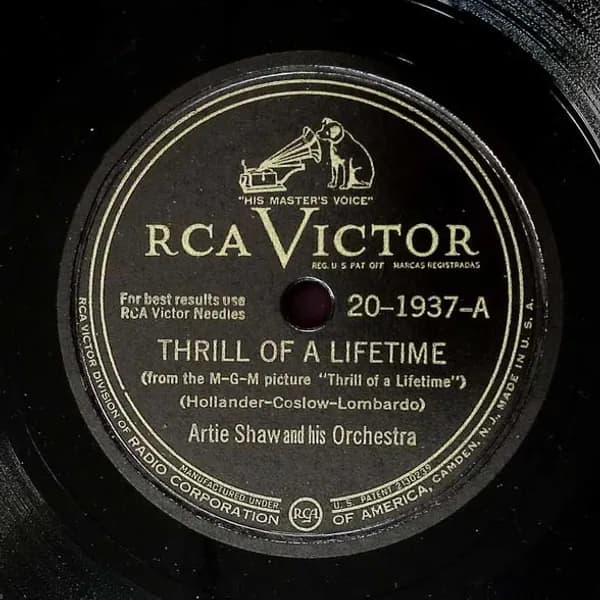 "HIS MASTER'S VOICE"
RCA VICTOR
REG. U S PAT OFF MARCAS REGISTRADAS
For best results use
RCA Victor Needles
20-1937-A
THRILL OF A LIFETIME
(from the M-G-M picture "Thrill of a Lifetime")
(Hollander-Coslow-Lombardo)
Artie Shaw and his Orchestra
RCA VICTOR DIVISION OF RADIO CORPORATION OF AMERICA, CAMDEN, N.J., MADE IN U.S.A.
MANUFACTURED UNDER U. S. PATENT 2130239
RCA